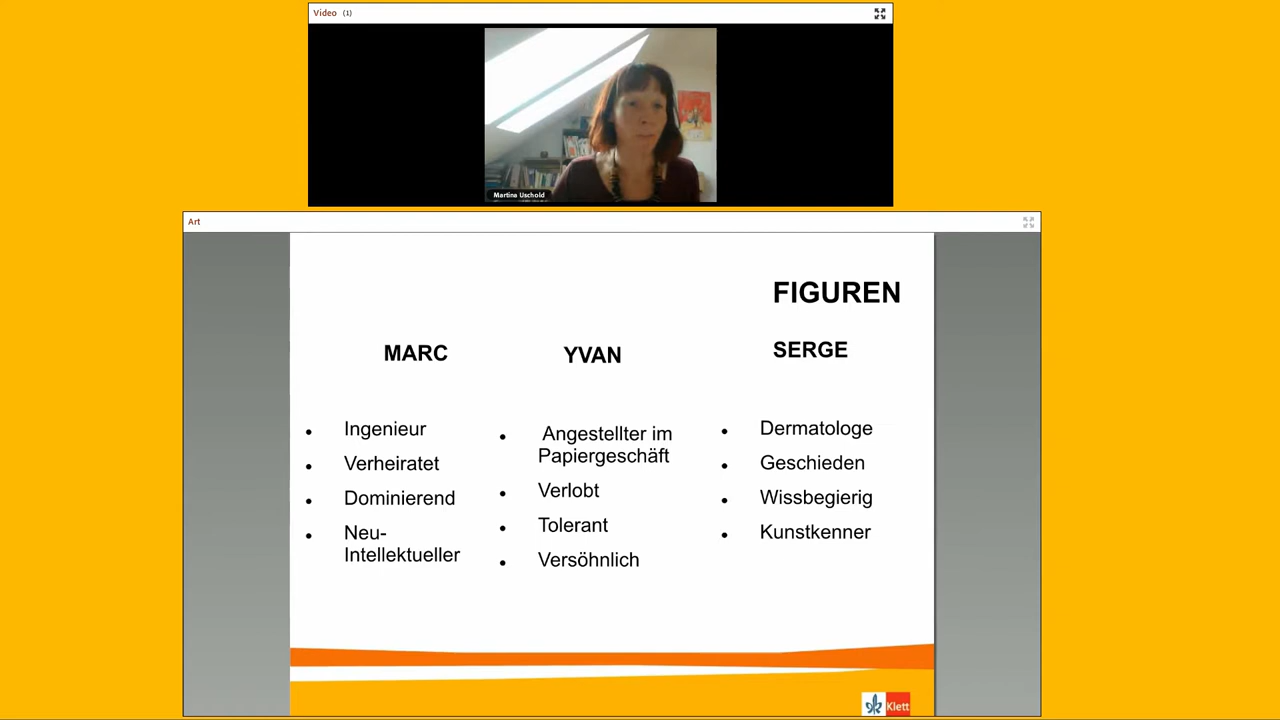 Video (1)
Martina Uschold
Art
FIGUREN
MARC
Ingenieur
Verheiratet
Dominierend
Neu-
Intellektueller
YVAN
Angestellter im
Papiergeschäft
Verlobt
Tolerant
Versöhnlich
SERGE
Dermatologe
Geschieden
Wissbegierig
Kunstkenner
Klett